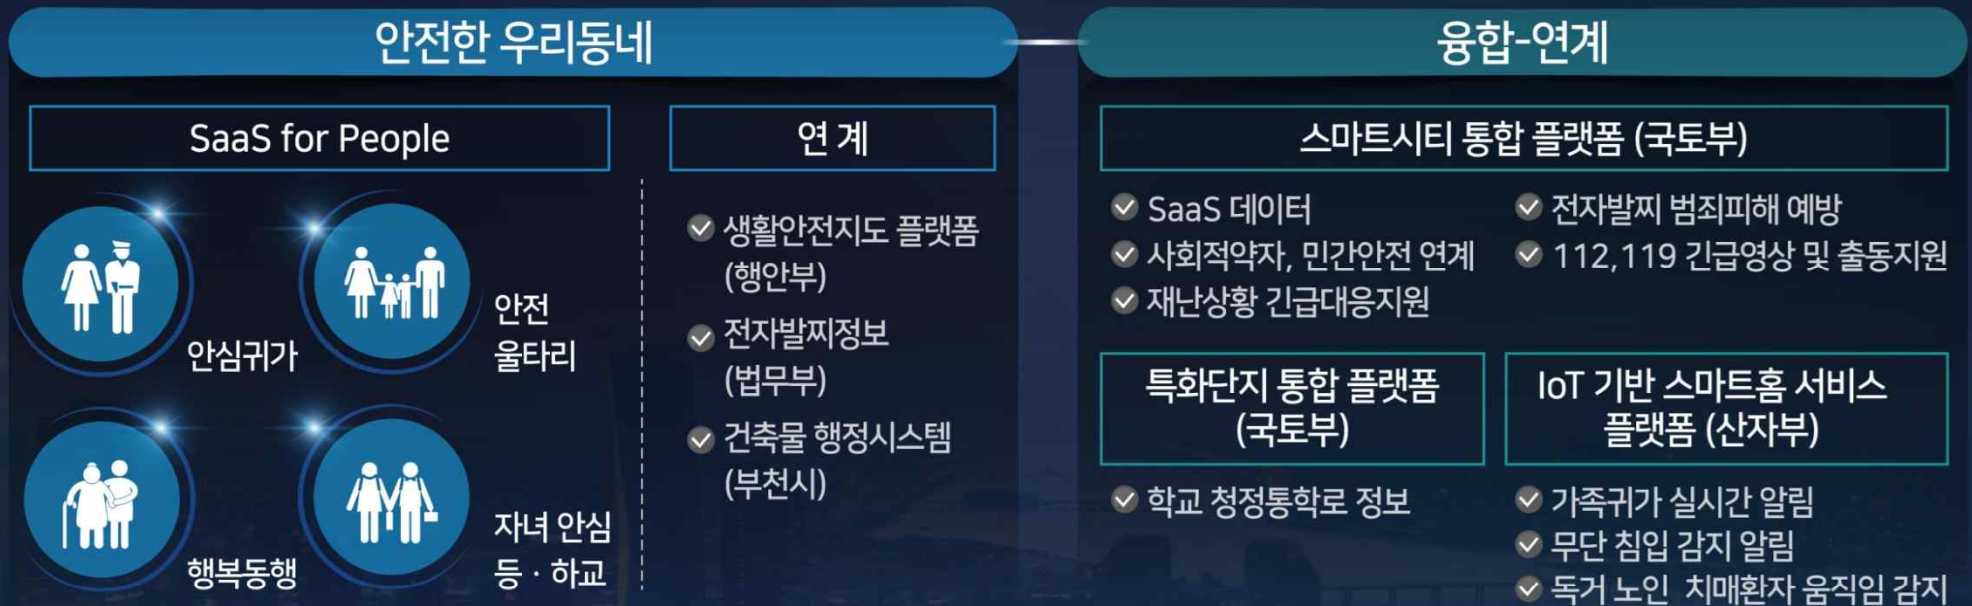 안전한 우리동네
SaaS for People
안심귀가
안전
울타리
행복동행
자녀 안심
등 · 하교
연 계
생활안전지도 플랫폼
(행안부)
전자발찌정보
(법무부)
건축물 행정시스템
(부천시)
융합-연계
스마트시티 통합 플랫폼 (국토부)
SaaS 데이터
사회적약자, 민간안전 연계
재난상황 긴급대응지원
전자발찌 범죄피해 예방
112,119 긴급영상 및 출동지원
특화단지 통합 플랫폼
(국토부)
학교 청정통학로 정보
IoT 기반 스마트홈 서비스
플랫폼 (산자부)
가족귀가 실시간 알림
무단 침입 감지 알림
독거 노인 치매환자 움직임 감지